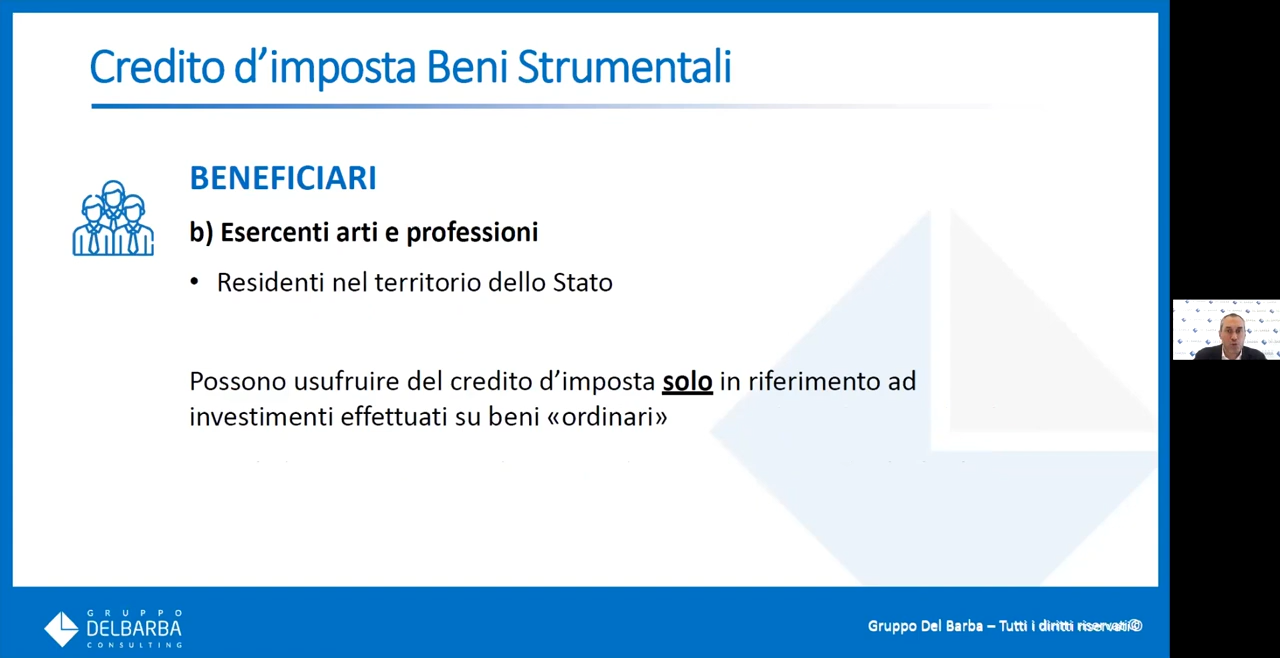 Credito d’imposta Beni Strumentali
BENEFICIARI
b) Esercenti arti e professioni
• Residenti nel territorio dello Stato
Possono usufruire del credito d’imposta solo in riferimento ad
investimenti effettuati su beni «ordinari»
GRUPPO
DELBARBA
CONSULTING
Gruppo Del Barba – Tutti i diritti riservati©